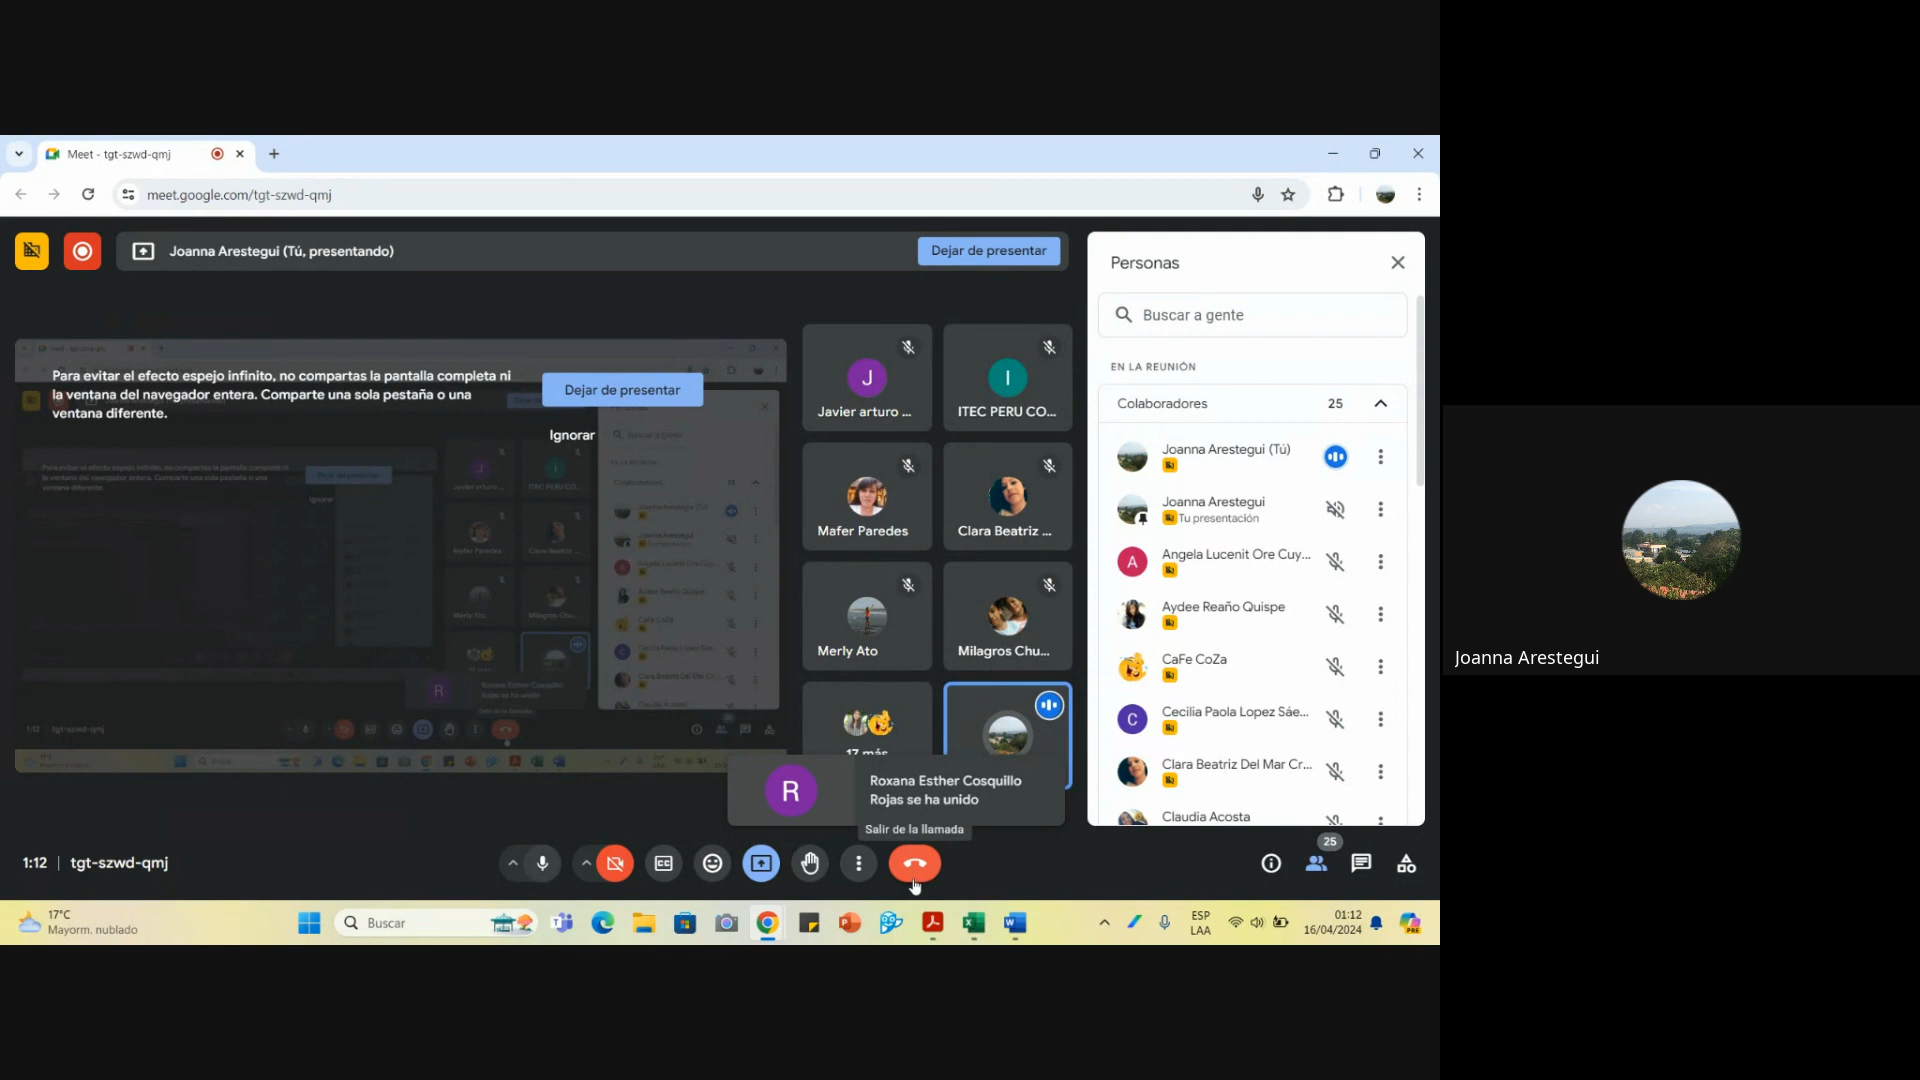 Meet - tgt-szwd-qmj
meet.google.com/tgt-szwd-qmj
Joanna Arestegui (Tú, presentando)
Dejar de presentar
Para evitar el efecto espejo infinito, no compartas la pantalla completa ni
la ventana del navegador entera. Comparte una sola pestaña o una
ventana diferente.
Dejar de presentar
Ignorar
J
Javier arturo ...
I
ITEC PERU CO...
Mafer Paredes
Clara Beatriz ...
Merly Ato
Milagros Chu...
17 más
R
Roxana Esther Cosquillo
Rojas se ha unido
Salir de la llamada
Personas
Buscar a gente
EN LA REUNIÓN
Colaboradores 25
Joanna Arestegui (Tú)
Joanna Arestegui
Tu presentación
A
Angela Lucenit Ore Cuy...
Aydee Reaño Quispe
CaFe CoZa
C
Cecilia Paola Lopez Sáe...
Clara Beatriz Del Mar Cr...
Claudia Acosta
1:12 | tgt-szwd-qmj
25
17°C
Mayorm. nublado
Buscar
ESP
LAA
01:12
16/04/2024
Joanna Arestegui